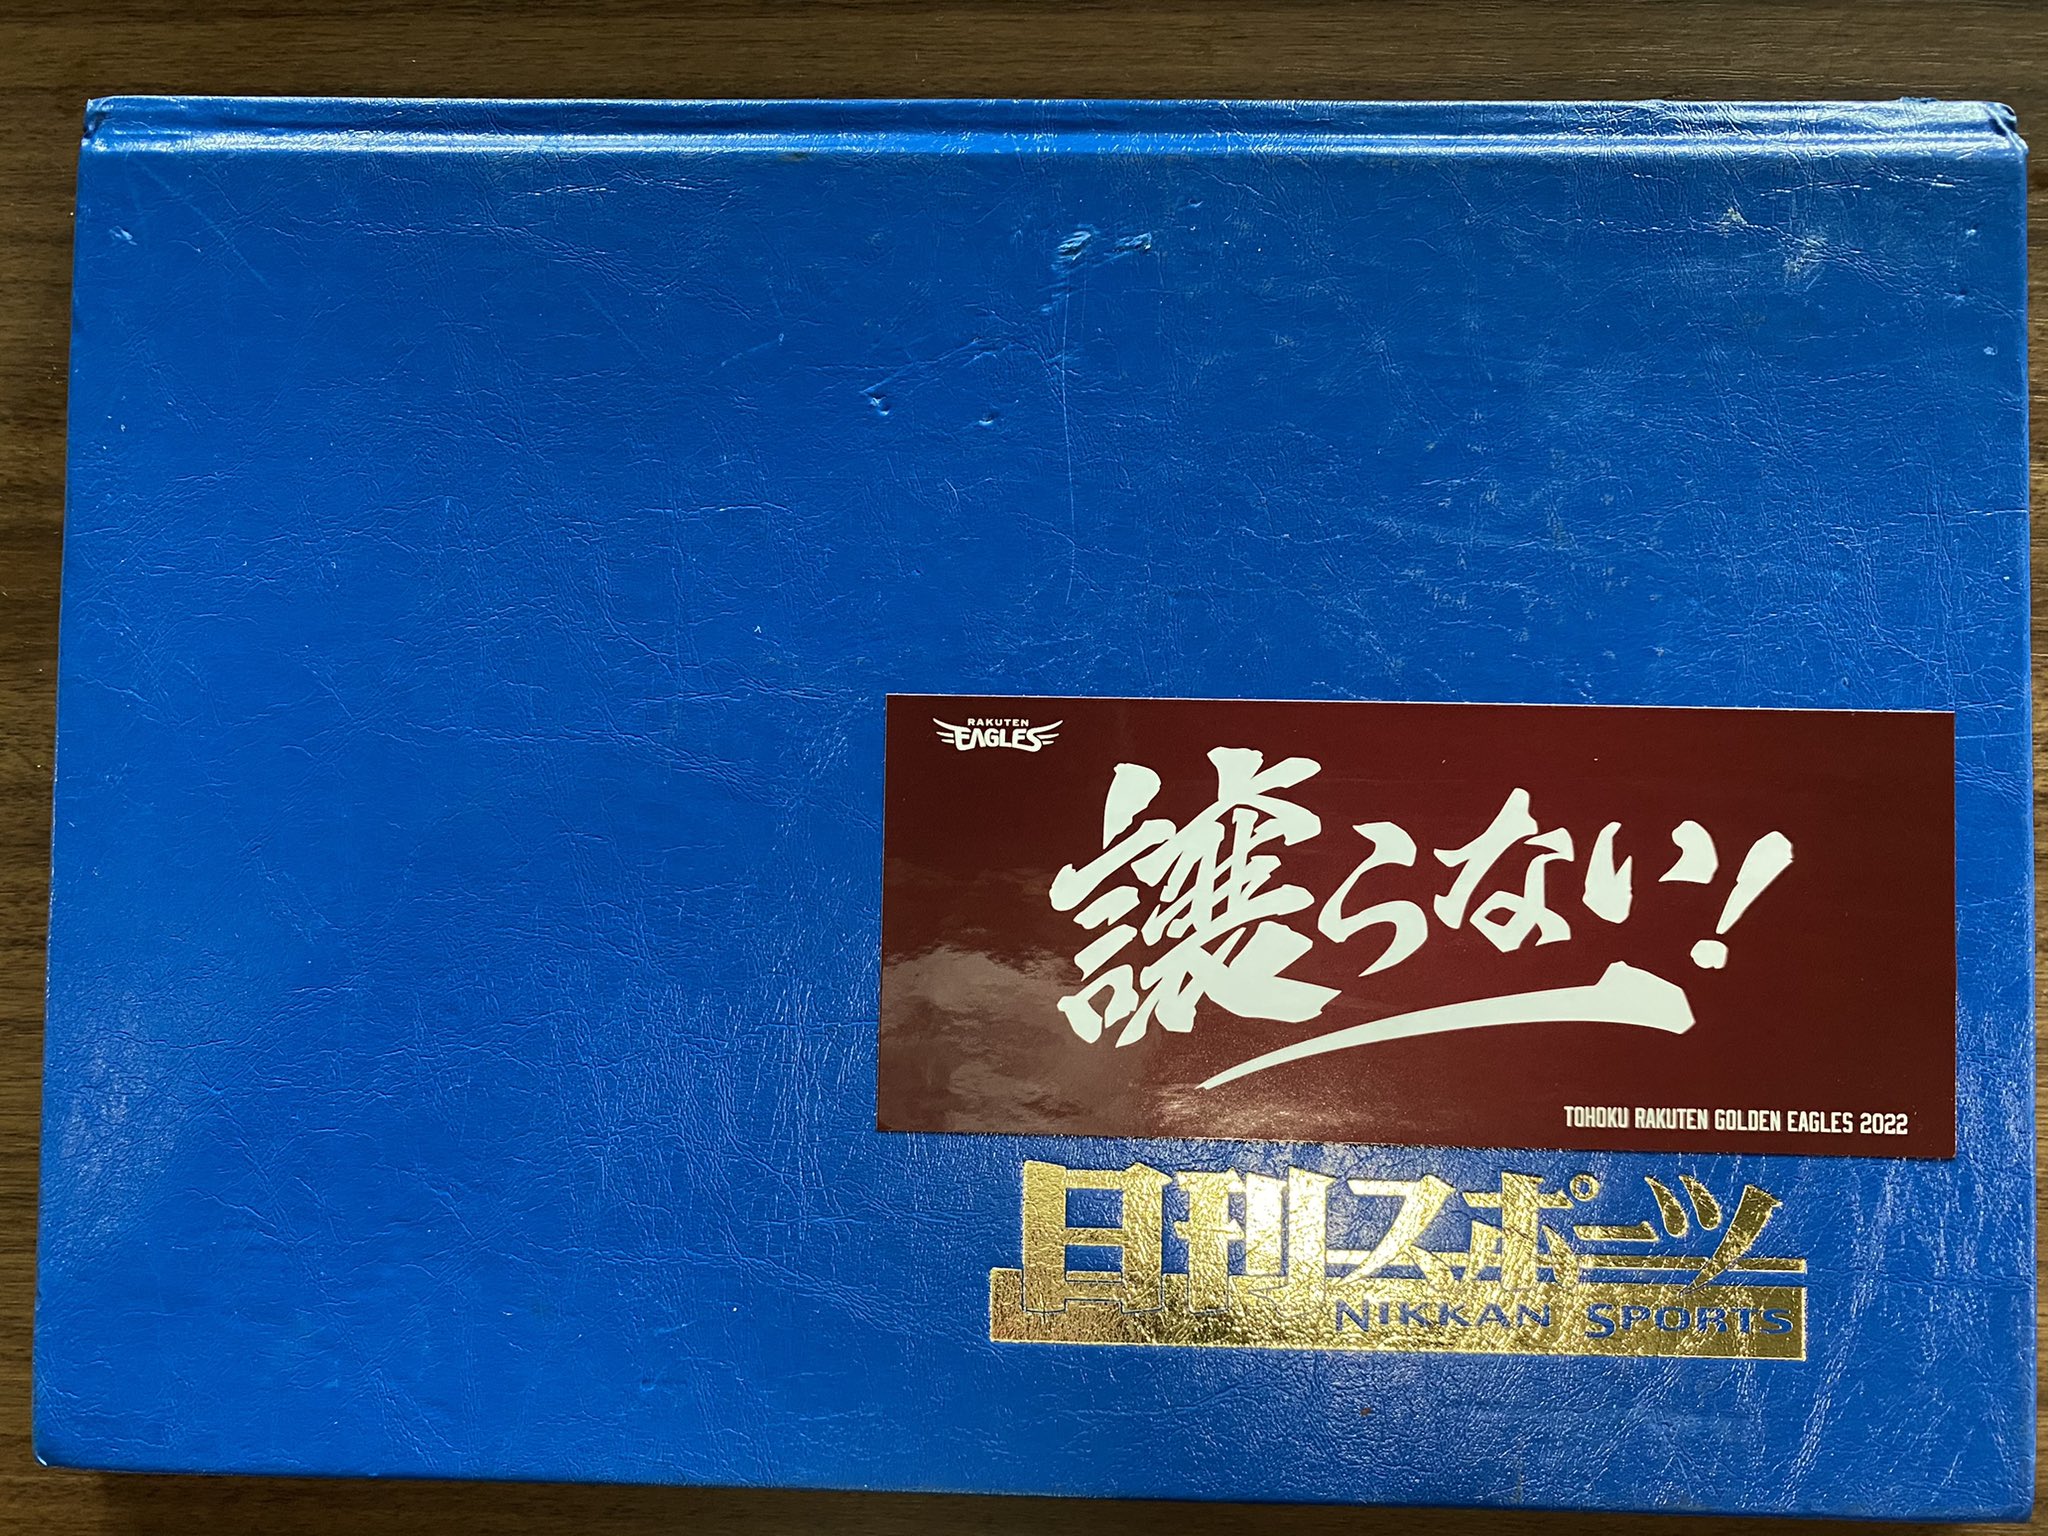 RAKUTEN
EAGLES
譲らない!
TOHOKU RAKUTEN GOLDEN EAGLES 2022
日刊スポーツ
NIKKAN SPORTS